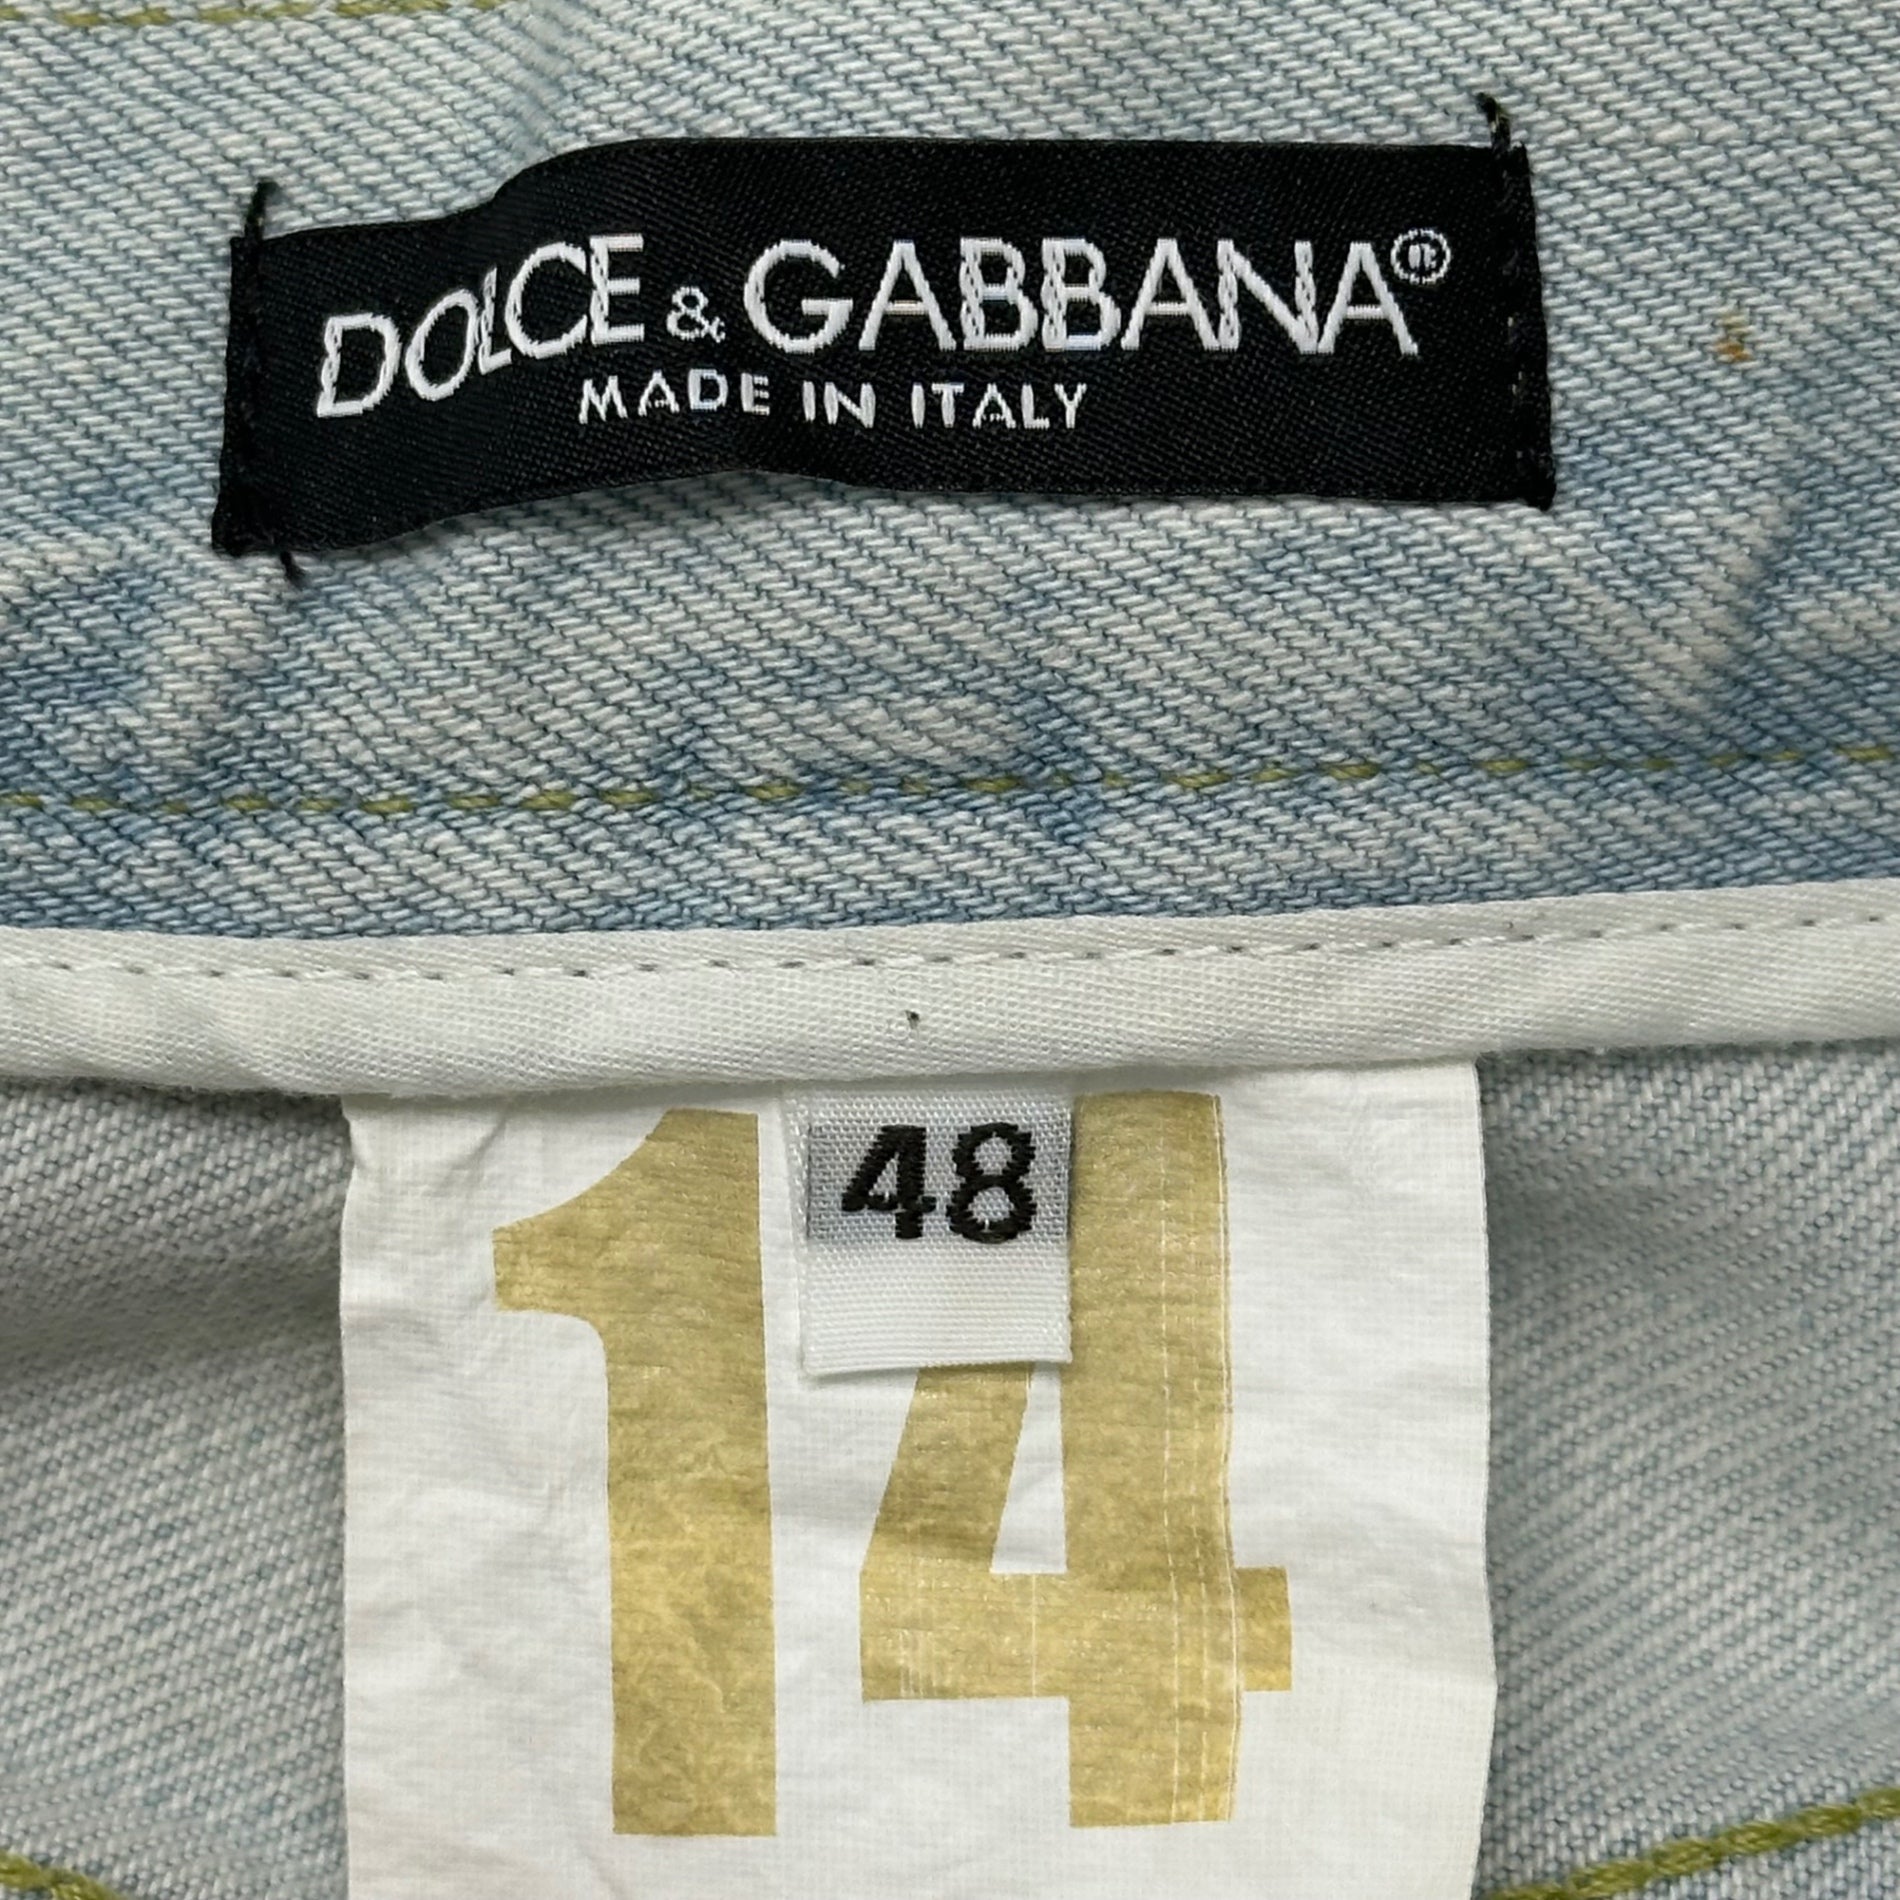 DOLCE & GABBANA®
MADE IN ITALY
48
14